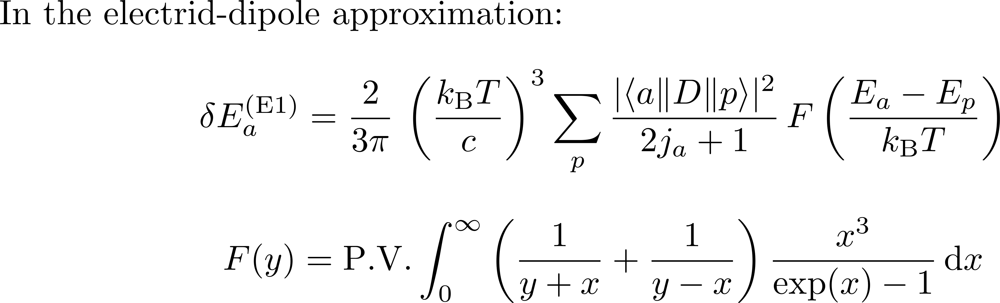 In the electrid-dipole approximation:
δE_a^{(E1)} = \frac{2}{3π} \left( \frac{k_B T}{c} \right)^3 \sum_p \frac{|⟨a‖D‖p⟩|^2}{2j_a + 1} F \left( \frac{E_a − E_p}{k_B T} \right)
F(y) = P.V. \int_0^∞ \left( \frac{1}{y + x} + \frac{1}{y − x} \right) \frac{x^3}{exp(x) − 1} dx